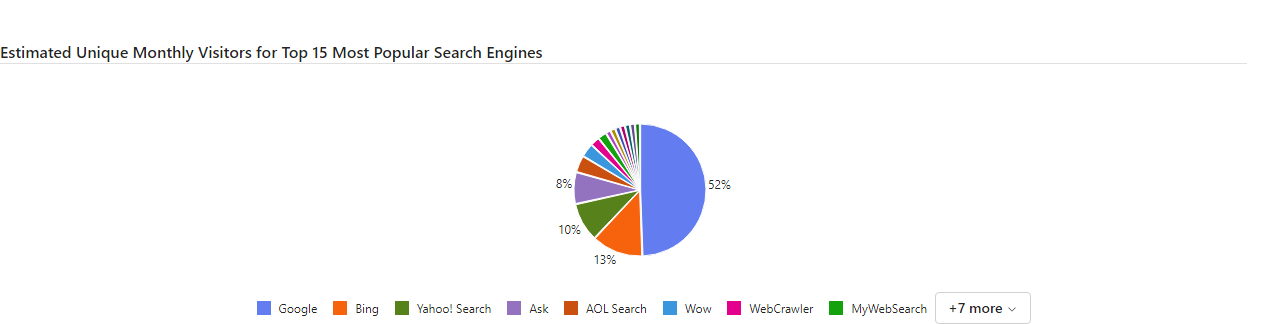 Estimated Unique Monthly Visitors for Top 15 Most Popular Search Engines
8%
52%
10%
13%
Google Bing Yahoo! Search Ask AOL Search Wow WebCrawler MyWebSearch +7 more